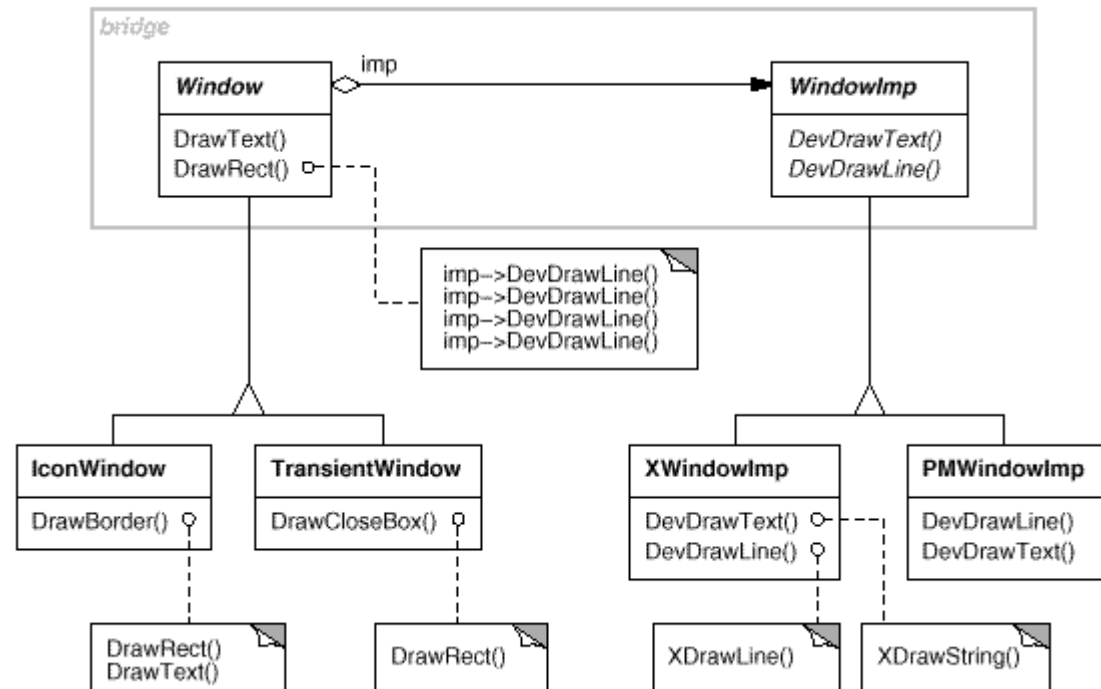 bridge
Window
imp
WindowImp
DrawText()
DrawRect()
DevDrawText()
DevDrawLine()
imp->DevDrawLine()
imp->DevDrawLine()
imp->DevDrawLine()
imp->DevDrawLine()
IconWindow
DrawBorder()
TransientWindow
DrawCloseBox()
XWindowImp
DevDrawText()
DevDrawLine()
PMWindowImp
DevDrawLine()
DevDrawText()
DrawRect()
DrawText()
DrawRect()
XDrawLine()
XDrawString()